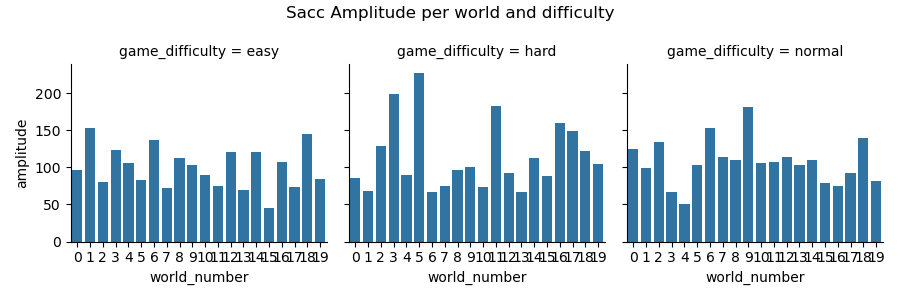 Sacc Amplitude per world and difficulty
game_difficulty = easy
game_difficulty = hard
game_difficulty = normal
amplitude
200
150
100
50
0
0 1 2 3 4 5 6 7 8 9 10 11 12 13 14 15 16 17 18 19
0 1 2 3 4 5 6 7 8 9 10 11 12 13 14 15 16 17 18 19
0 1 2 3 4 5 6 7 8 9 10 11 12 13 14 15 16 17 18 19
world_number
world_number
world_number